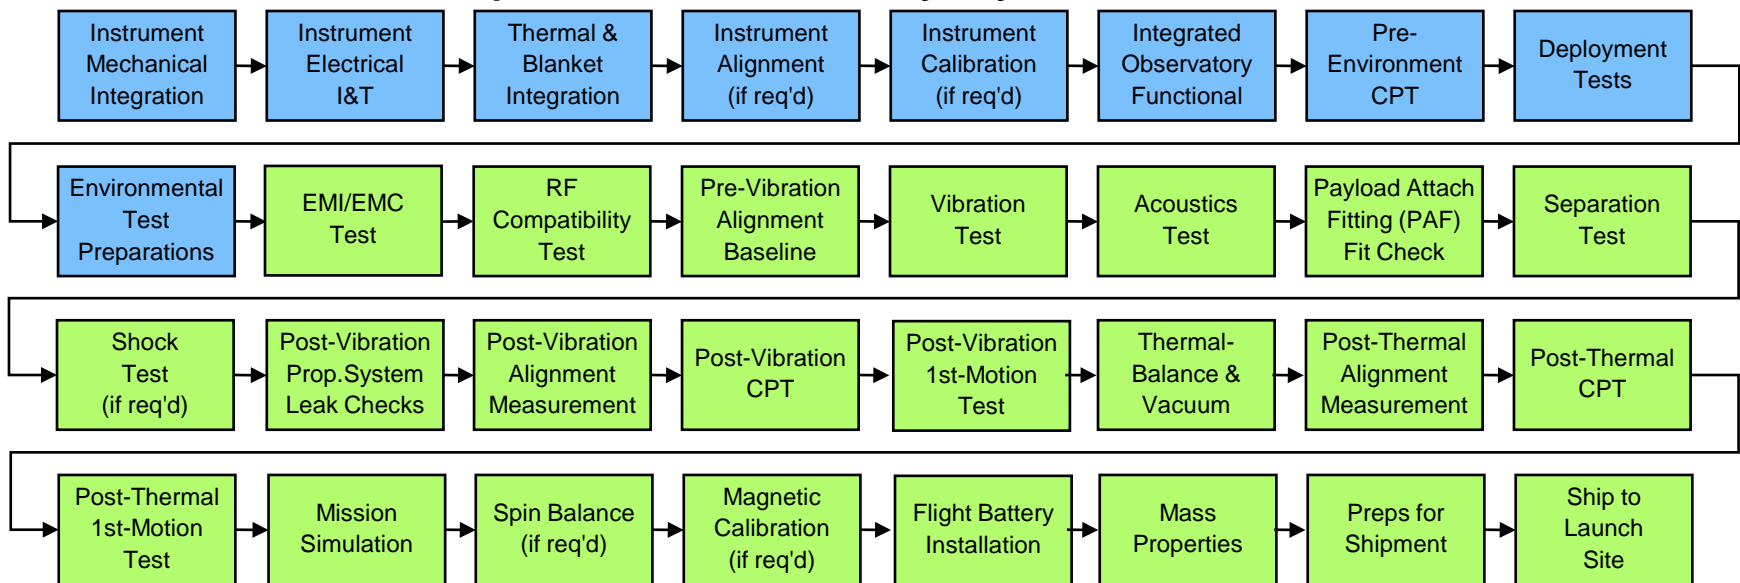 Instrument
Mechanical
Integration
Instrument
Electrical
I&T
Thermal &
Blanket
Integration
Instrument
Alignment
(if req'd)
Instrument
Calibration
(if req'd)
Integrated
Observatory
Functional
Pre-
Environment
CPT
Deployment
Tests
Environmental
Test
Preparations
EMI/EMC
Test
RF
Compatibility
Test
Pre-Vibration
Alignment
Baseline
Vibration
Test
Acoustics
Test
Payload Attach
Fitting (PAF)
Fit Check
Separation
Test
Shock
Test
(if req'd)
Post-Vibration
Prop.System
Leak Checks
Post-Vibration
Alignment
Measurement
Post-Vibration
CPT
Post-Vibration
1st-Motion
Test
Thermal-
Balance &
Vacuum
Post-Thermal
Alignment
Measurement
Post-Thermal
CPT
Post-Thermal
1st-Motion
Test
Mission
Simulation
Spin Balance
(if req'd)
Magnetic
Calibration
(if req'd)
Flight Battery
Installation
Mass
Properties
Preps for
Shipment
Ship to
Launch
Site